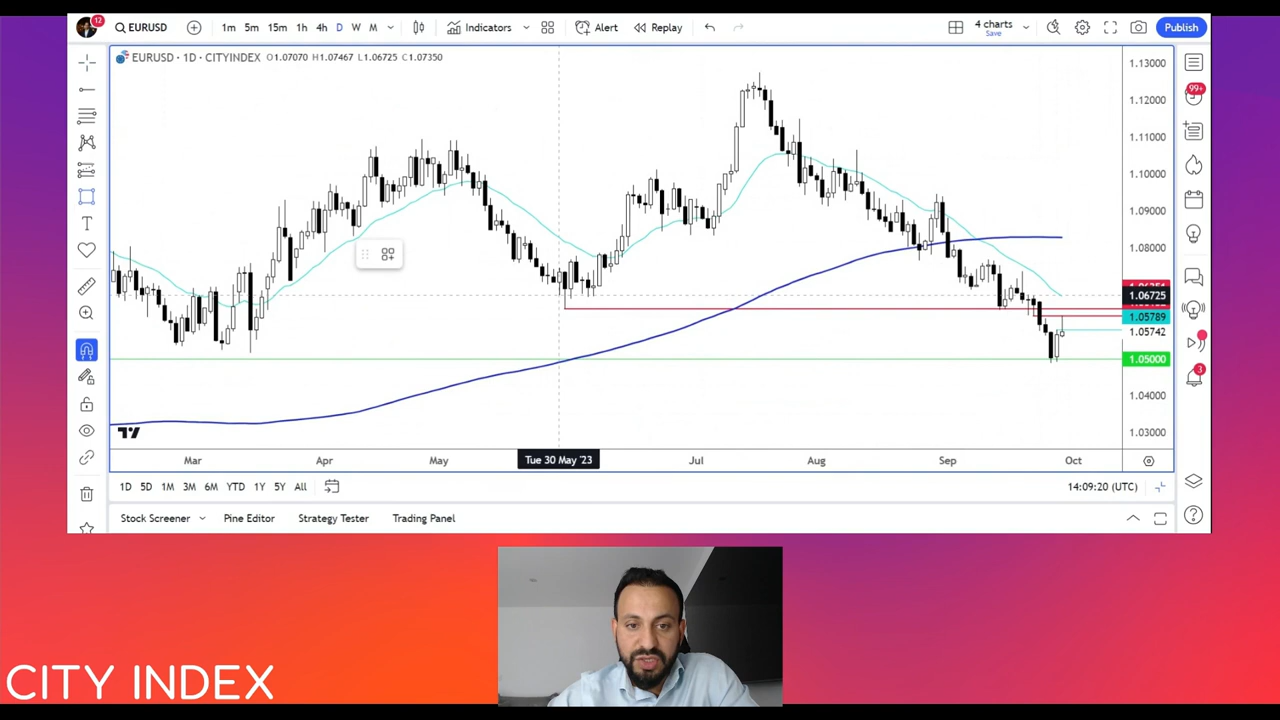 12
EURUSD
1m 5m 15m 1h 4h D W M
Indicators
Alert
Replay
4 charts
Save
Publish
EURUSD · 1D · CITYINDEX O1.07070 H1.07467 L1.06725 C1.07350
1.13000
1.12000
1.11000
1.10000
1.09000
1.08000
1.06725
1.05789
1.05742
1.05000
1.04000
1.03000
99+
3
T
Mar
Apr
May
Tue 30 May '23
Jul
Aug
Sep
Oct
1D 5D 1M 3M 6M YTD 1Y 5Y All
14:09:20 (UTC)
Stock Screener
Pine Editor
Strategy Tester
Trading Panel
CITY INDEX